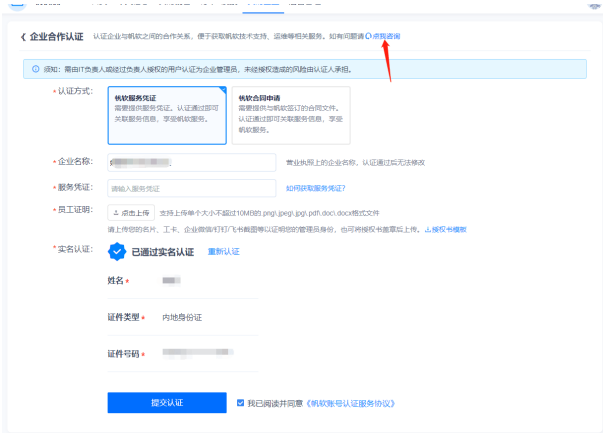 企业合作认证 认证企业与帆软之间的合作关系，便于获取帆软技术支持、运维等相关服务。如有问题请 点我咨询
须知：需由IT负责人或经过负责人授权的用户认证为企业管理员，未经授权造成的风险由认证人承担。
* 认证方式：
帆软服务凭证
需要提供服务凭证。认证通过即可
关联服务信息，享受帆软服务。
帆软合同申请
需要提供与帆软签订的合同文件。
认证通过即可关联服务信息，享受
帆软服务。
* 企业名称： 营业执照上的企业名称，认证通过后无法修改
* 服务凭证： 请输入服务凭证 如何获取服务凭证？
* 员工证明： 点击上传 支持上传单个大小不超过10MB的.png\.jpeg\.jpg\.pdf\.doc\.docx格式文件
请上传您的名片、工卡、企业微信/钉钉/飞书截图等以证明您的管理员身份，也可将授权书盖章后上传。 授权书模板
* 实名认证： 已通过实名认证 重新认证
姓名 *
证件类型 * 内地身份证
证件号码 *
提交认证 我已阅读并同意《帆软账号认证服务协议》